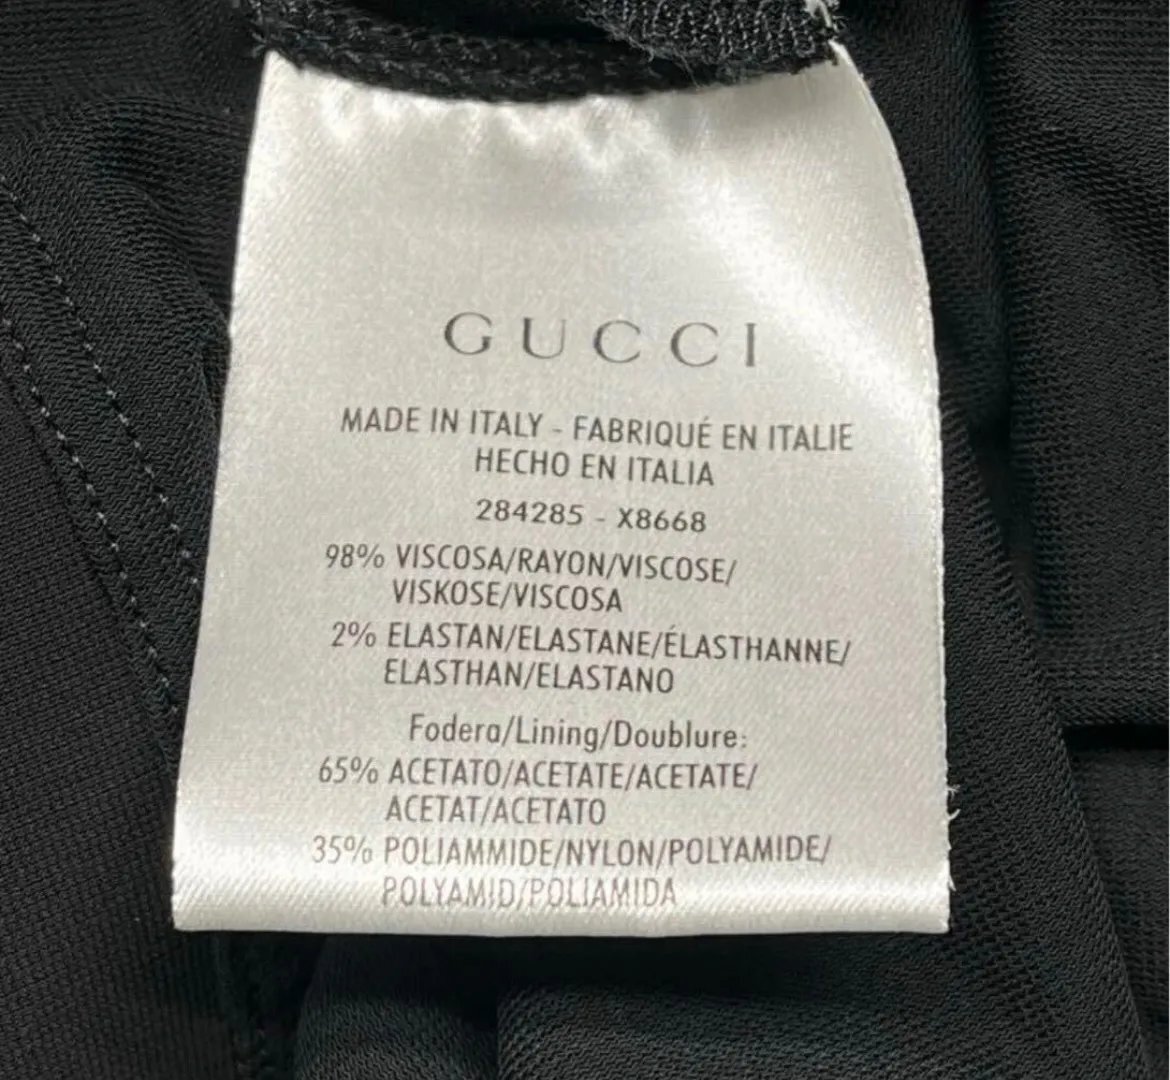 GUCCI
MADE IN ITALY - FABRIQUÉ EN ITALIE
HECHO EN ITALIA
284285 - X8668
98% VISCOSA/RAYON/VISCOSE/
VISKOSE/VISCOSA
2% ELASTAN/ELASTANE/ÉLASTHANNE/
ELASTHAN/ELASTANO
Fodera/Lining/Doublure:
65% ACETATO/ACETATE/ACETATE/
ACETAT/ACETATO
35% POLIAMMIDE/NYLON/POLYAMIDE/
POLYAMID/POLIAMIDA